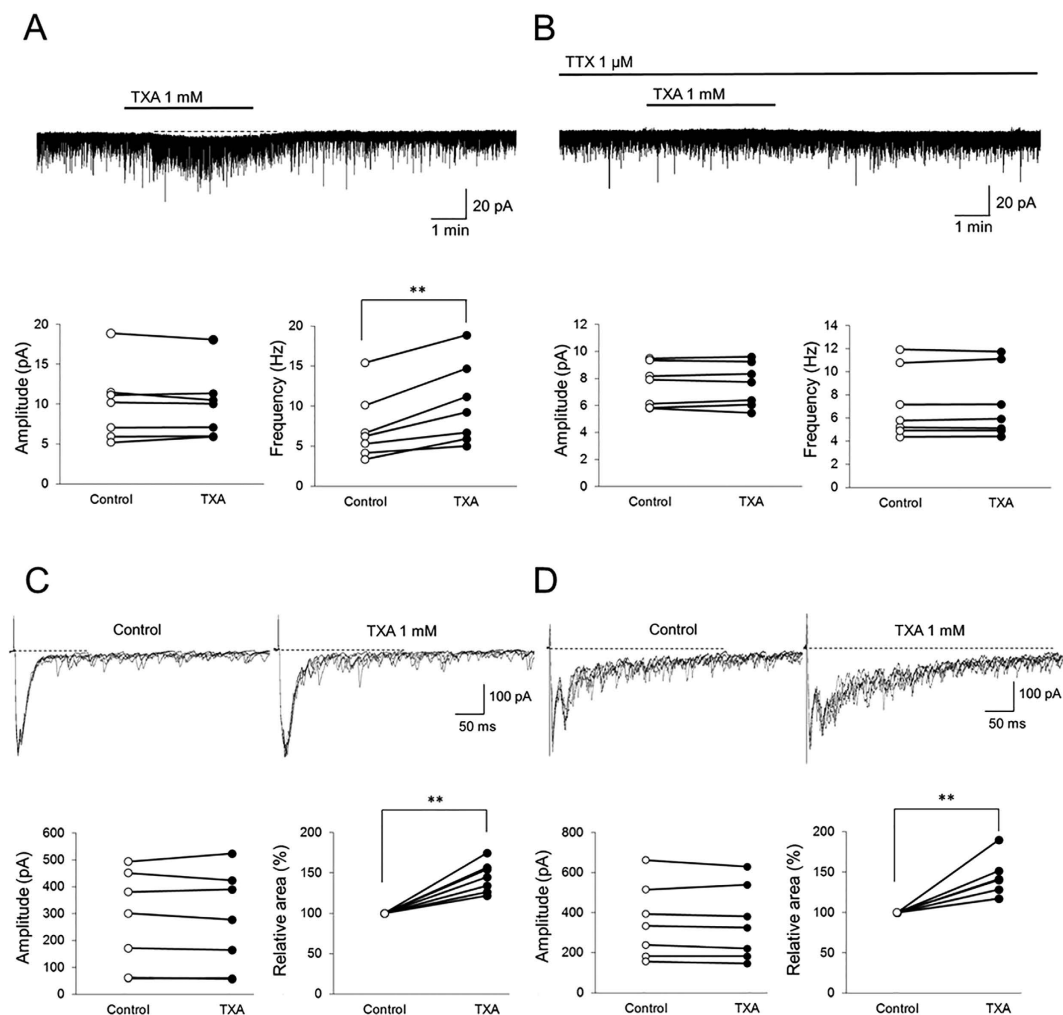 A
TXA 1 mM
20 pA
1 min
B
TTX 1 µM
TXA 1 mM
20 pA
1 min
Amplitude (pA)
20
15
10
5
0
Control
TXA
**
Frequency (Hz)
20
15
10
5
0
Control
TXA
Amplitude (pA)
12
10
8
6
4
2
0
Control
TXA
Frequency (Hz)
14
12
10
8
6
4
2
0
Control
TXA
C
Control
TXA 1 mM
100 pA
50 ms
D
Control
TXA 1 mM
100 pA
50 ms
Amplitude (pA)
600
500
400
300
200
100
0
Control
TXA
**
Relative area (%)
200
150
100
50
0
Control
TXA
Amplitude (pA)
800
600
400
200
0
Control
TXA
**
Relative area (%)
200
150
100
50
0
Control
TXA